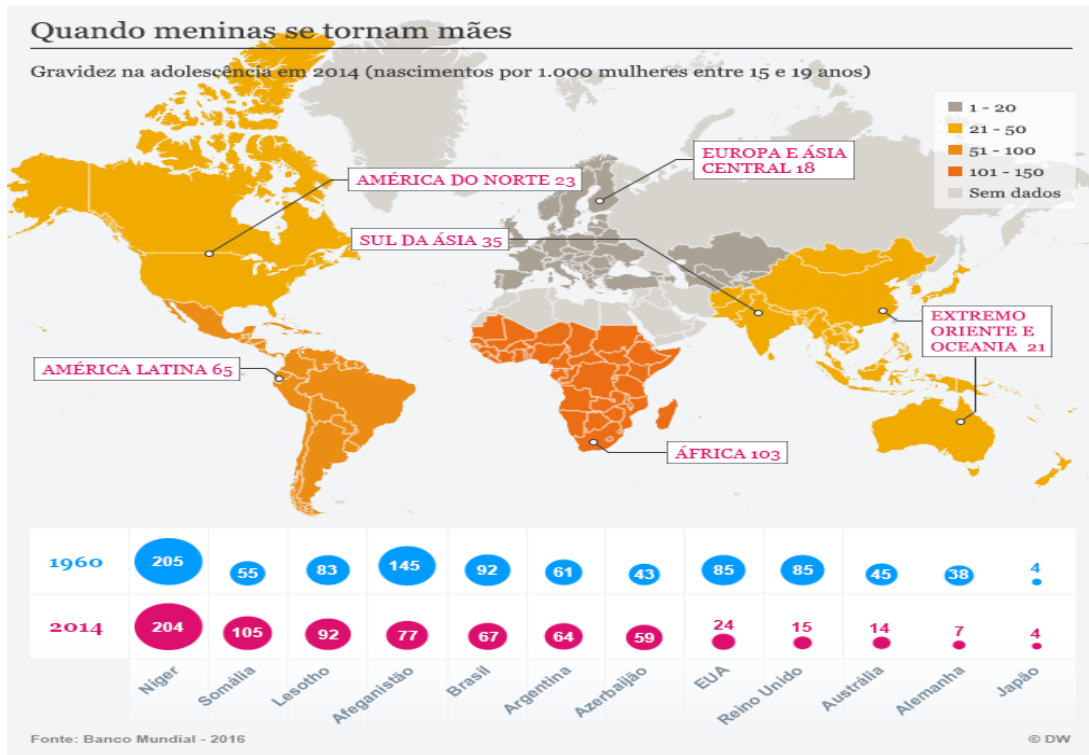 Quando meninas se tornam mães
Gravidez na adolescência em 2014 (nascimentos por 1.000 mulheres entre 15 e 19 anos)
1 - 20
21 - 50
51 - 100
101 - 150
Sem dados
EUROPA E ÁSIA
CENTRAL 18
AMÉRICA DO NORTE 23
SUL DA ÁSIA 35
EXTREMO
ORIENTE E
OCEANIA 21
AMÉRICA LATINA 65
ÁFRICA 103
1960 205 55 83 145 92 61 43 85 85 45 38 4
2014 204 105 92 77 67 64 59 24 15 14 7 4
Niger Somália Lesotho Afeganistão Brasil Argentina Azerbaijão EUA Reino Unido Austrália Alemanha Japão
Fonte: Banco Mundial - 2016 © DW